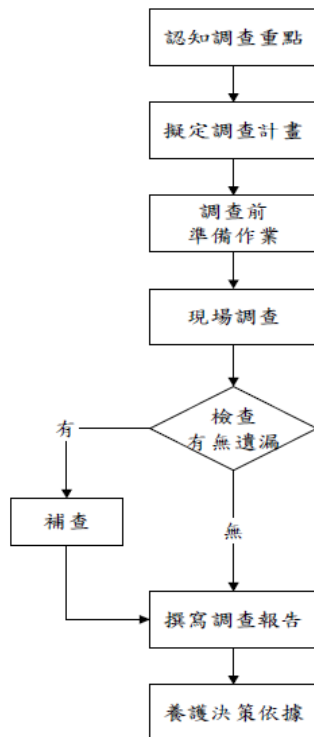 認知調查重點
擬定調查計畫
調查前
準備作業
現場調查
檢查
有無遺漏
有
補查
無
撰寫調查報告
養護決策依據